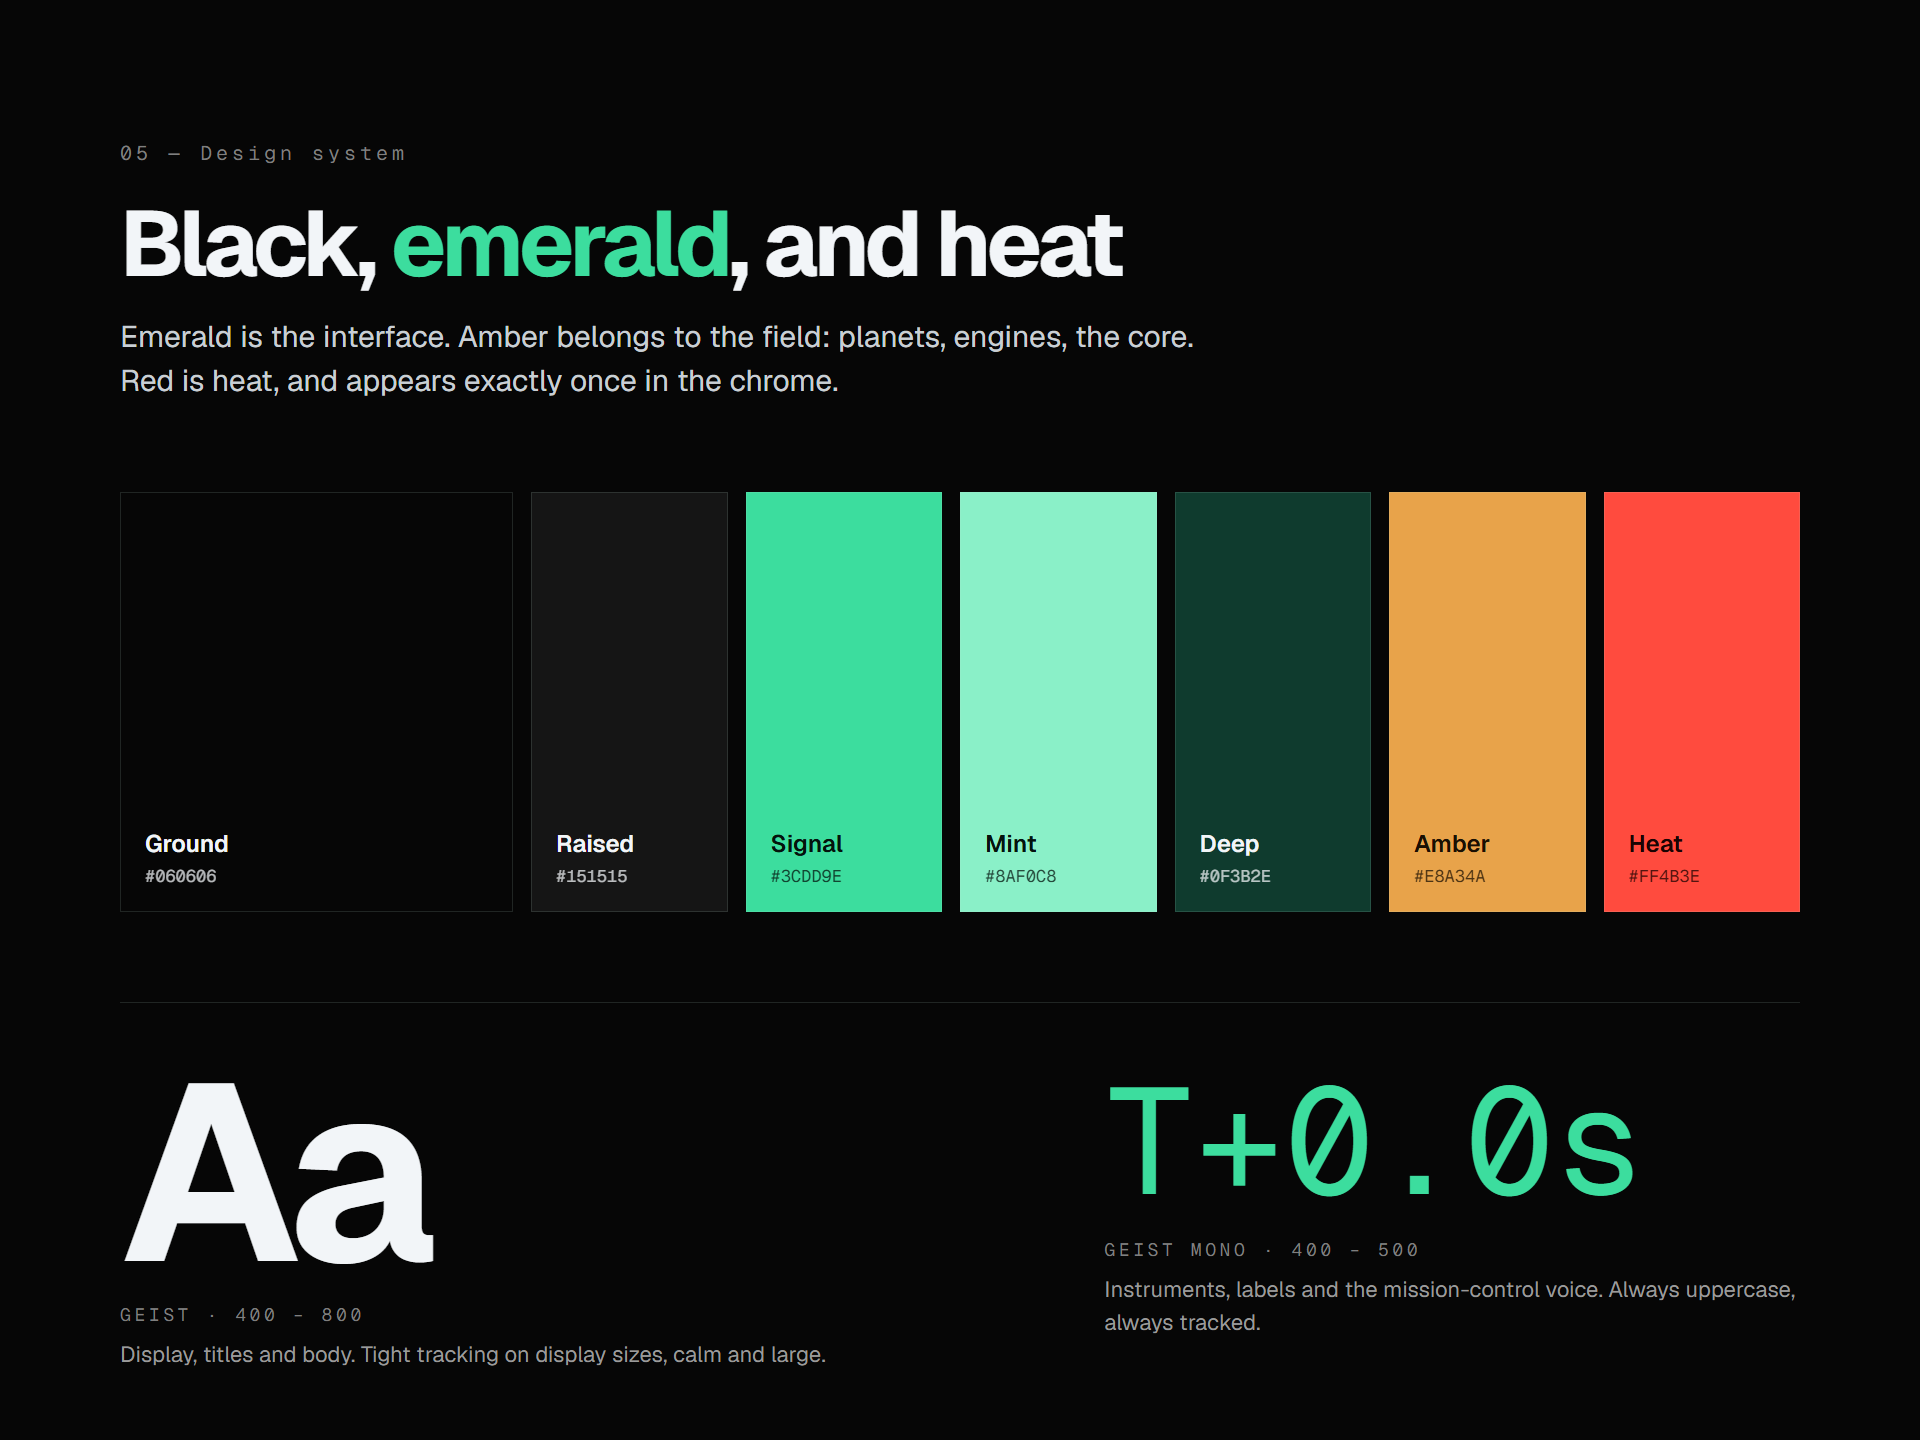 05 — Design system
Black, emerald, and heat
Emerald is the interface. Amber belongs to the field: planets, engines, the core.
Red is heat, and appears exactly once in the chrome.
Ground
#060606
Raised
#151515
Signal
#3CDD9E
Mint
#8AF0C8
Deep
#0F3B2E
Amber
#E8A34A
Heat
#FF4B3E
Aa
GEIST · 400 – 800
Display, titles and body. Tight tracking on display sizes, calm and large.
T+0.0s
GEIST MONO · 400 – 500
Instruments, labels and the mission-control voice. Always uppercase,
always tracked.